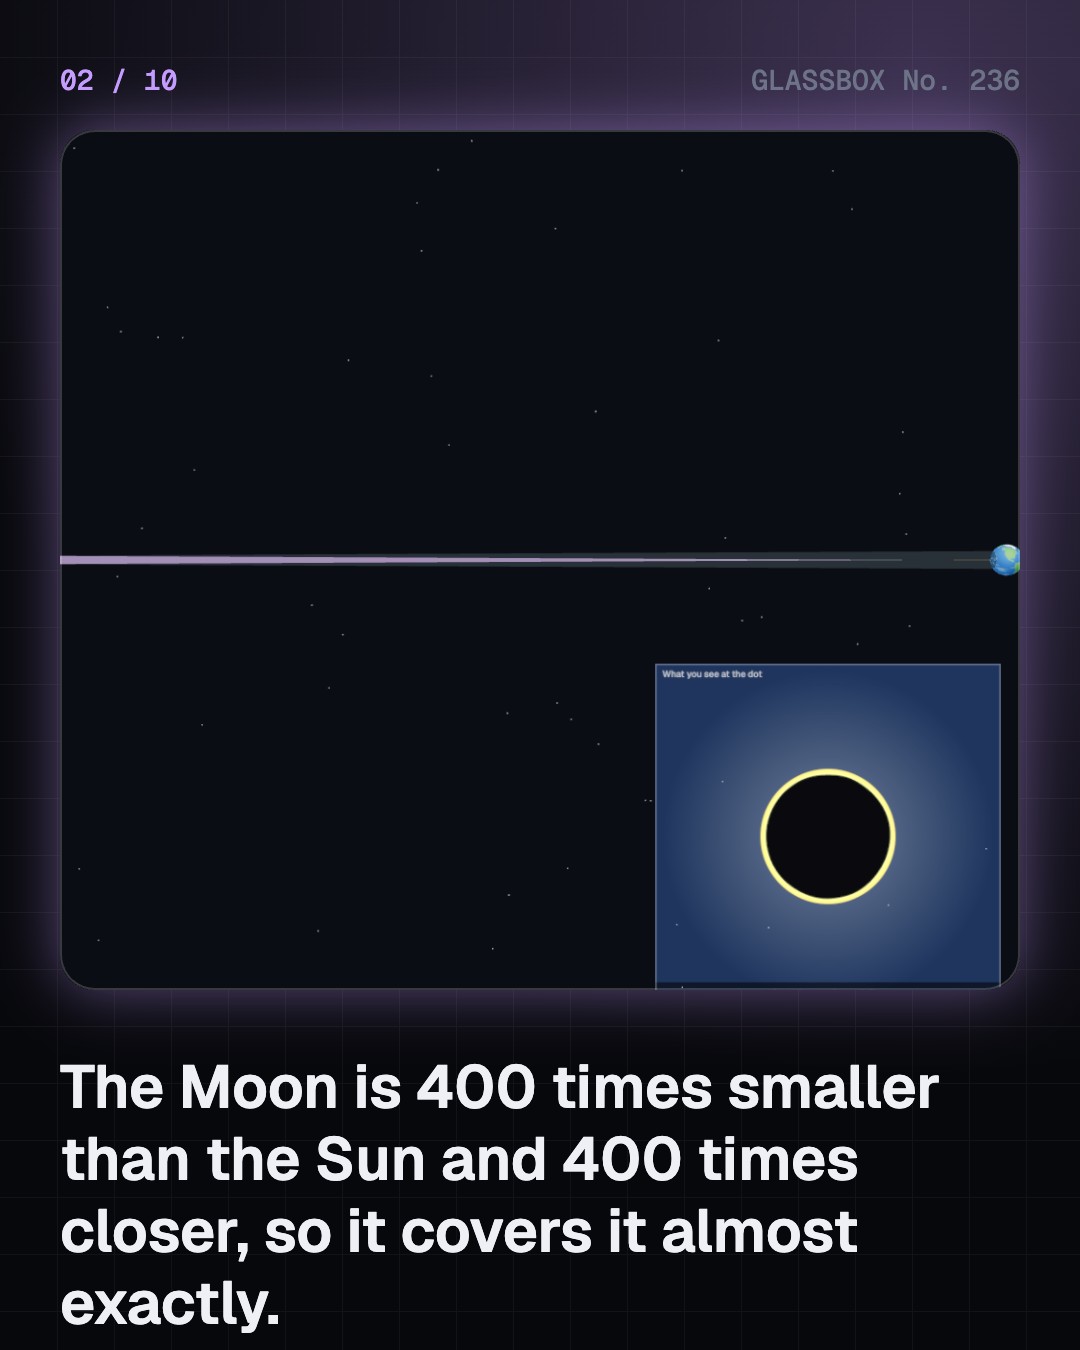 02 / 10
GLASSBOX No. 236
What you see at the dot
The Moon is 400 times smaller
than the Sun and 400 times
closer, so it covers it almost
exactly.